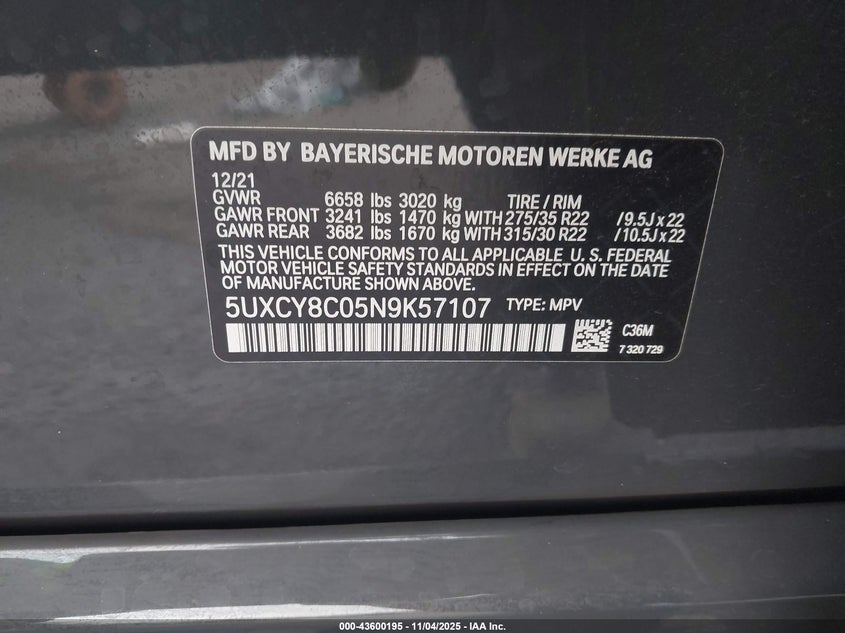 MFD BY BAYERISCHE MOTOREN WERKE AG
12/21
GVWR 6658 lbs 3020 kg TIRE / RIM
GAWR FRONT 3241 lbs 1470 kg WITH 275/35 R22 /9.5J x 22
GAWR REAR 3682 lbs 1670 kg WITH 315/30 R22 /10.5J x 22
THIS VEHICLE CONFORMS TO ALL APPLICABLE U. S. FEDERAL
MOTOR VEHICLE SAFETY STANDARDS IN EFFECT ON THE DATE
OF MANUFACTURE SHOWN ABOVE.
5UXCY8C05N9K57107 TYPE: MPV
C36M
7 320 729
000-43600195 - 11/04/2025 - IAA Inc.